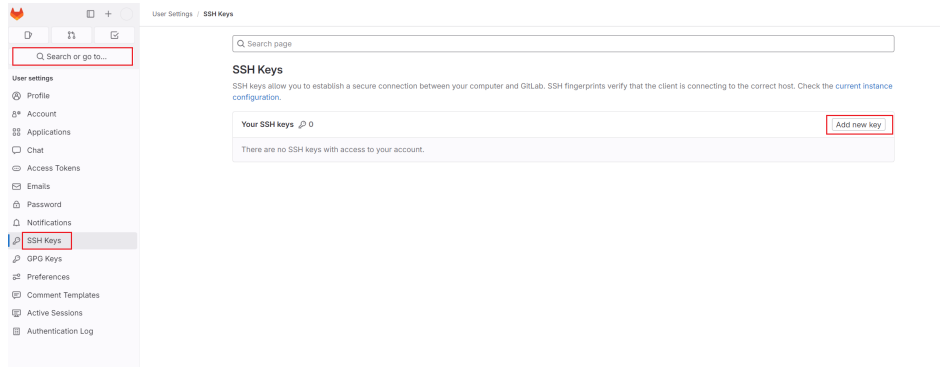 User Settings / SSH Keys
Search or go to...
User settings
Profile
Account
Applications
Chat
Access Tokens
Emails
Password
Notifications
SSH Keys
GPG Keys
Preferences
Comment Templates
Active Sessions
Authentication Log
Search page
SSH Keys
SSH keys allow you to establish a secure connection between your computer and GitLab. SSH fingerprints verify that the client is connecting to the correct host. Check the current instance
configuration.
Your SSH keys 0
Add new key
There are no SSH keys with access to your account.